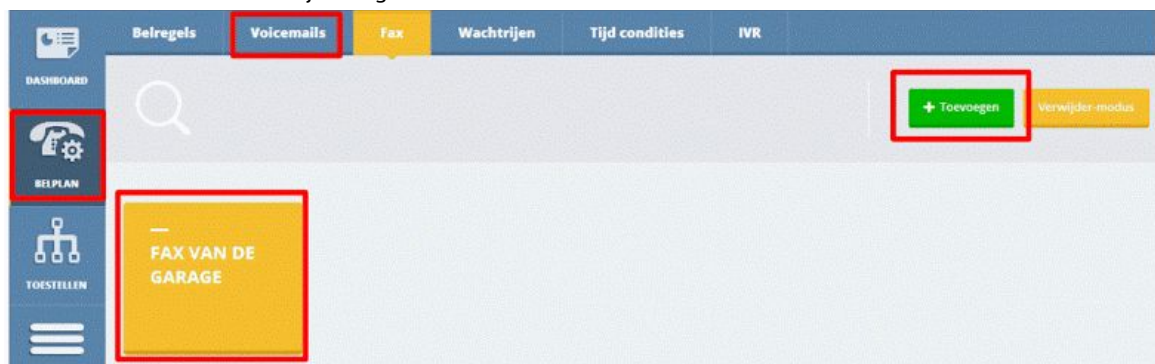 Belregels Voicemails Fax Wachtrijen Tijd condities IVR
DASHBOARD
+ Toevoegen Verwijder-modus
BELPLAN
FAX VAN DE
GARAGE
TOESTELLEN